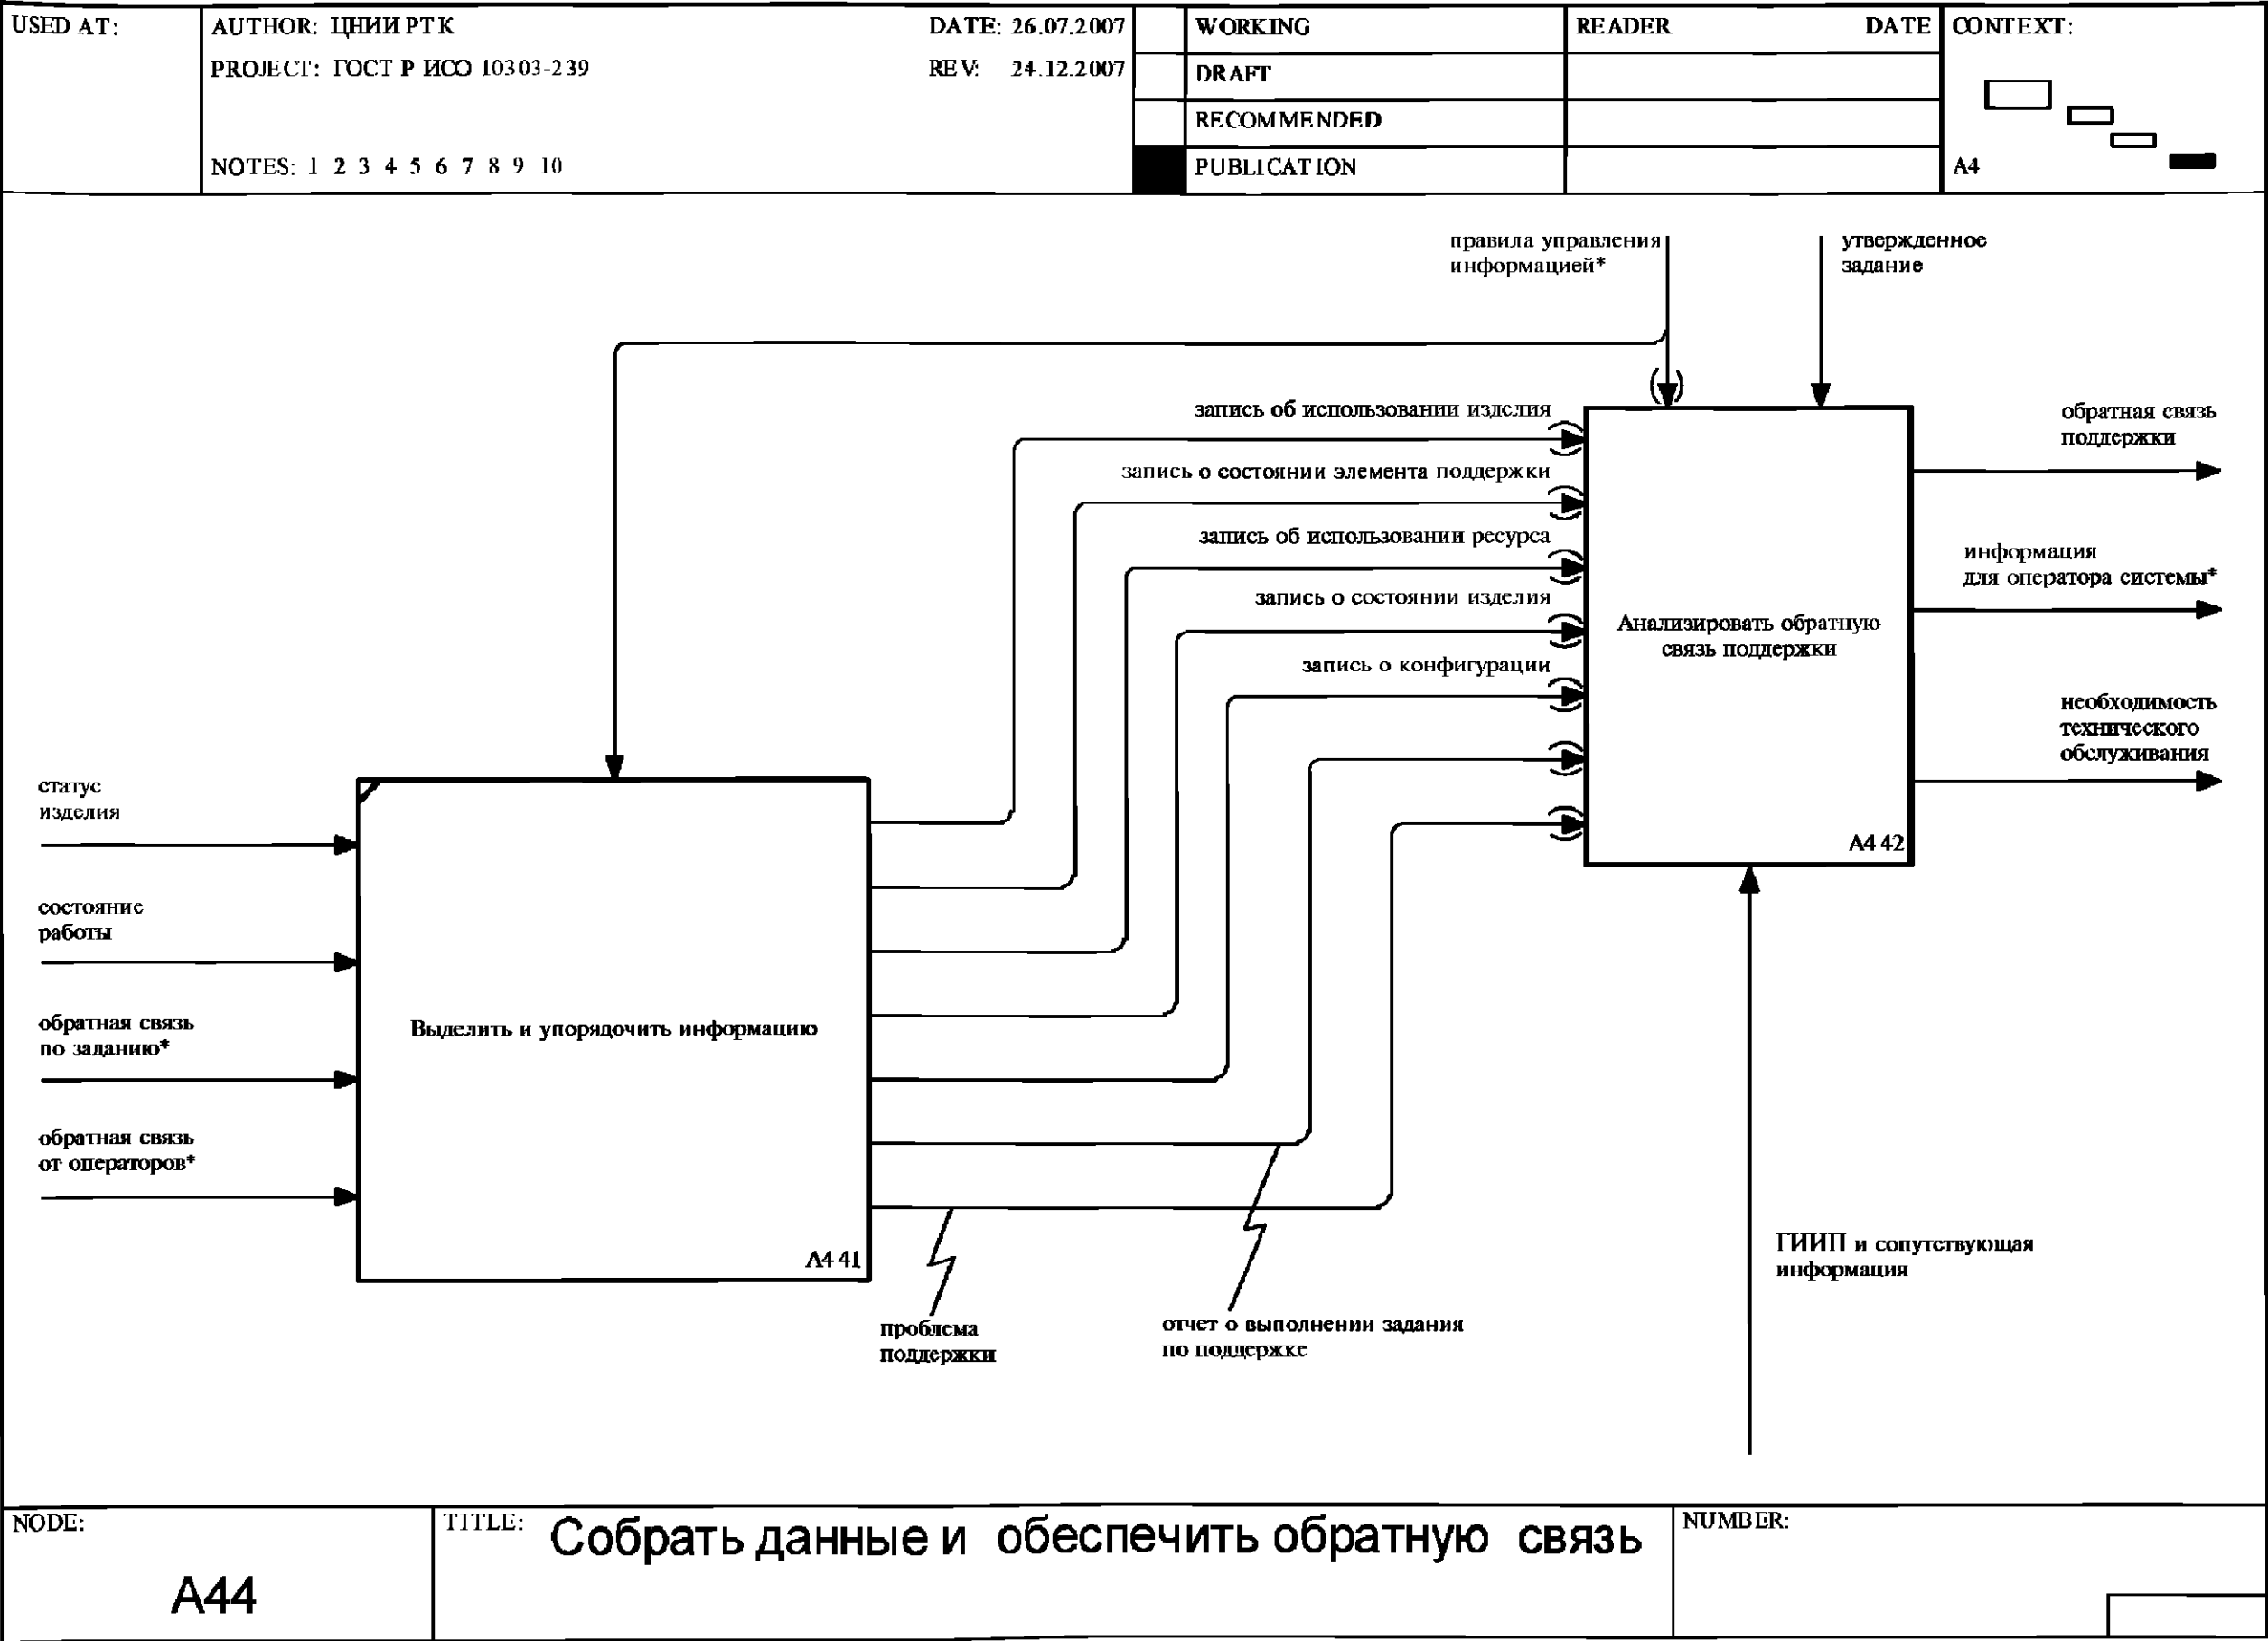 USED AT:
AUTHOR: ЦНИИ РТК
DATE: 26.07.2007
PROJECT: ГОСТ Р ИСО 10303-239
REV: 24.12.2007
NOTES: 1 2 3 4 5 6 7 8 9 10
WORKING
DRAFT
RECOMMENDED
PUBLICATION
READER
DATE
CONTEXT:
A4
правила управления
информацией*
утвержденное
задание
запись об использовании изделия
запись о состоянии элемента поддержки
запись об использовании ресурса
запись о состоянии изделия
запись о конфигурации
Анализировать обратную
связь поддержки
A442
обратная связь
поддержки
информация
для оператора системы*
необходимость
технического
обслуживания
статус
изделия
состояние
работы
обратная связь
по заданию*
обратная связь
от операторов*
Выделить и упорядочить информацию
A441
проблема
поддержки
отчет о выполнении задания
по поддержке
ГИИП и сопутствующая
информация
NODE:
A44
TITLE:
Собрать данные и обеспечить обратную связь
NUMBER: